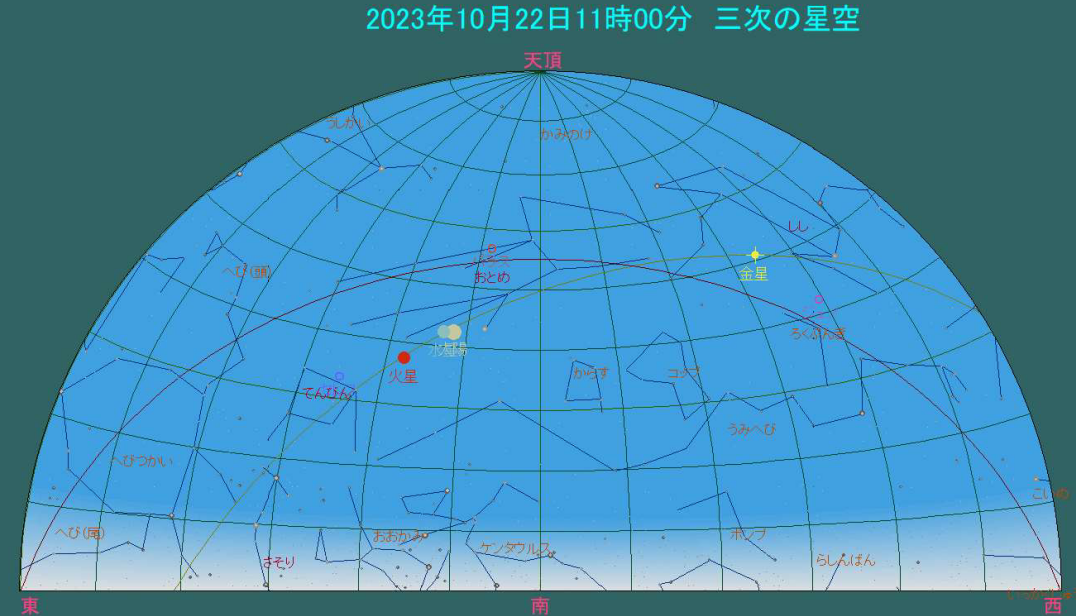 2023年10月22日11時00分 三次の星空
天頂
うしかい
かみのけ
しし
へび(頭)
おとめ
金星
ろくぶんぎ
火星
てんびん
からす
コップ
うみへび
へびつかい
こいぬ
へび(尾)
おおかみ
ケンタウルス
ポンプ
さそり
らしんばん
東
南
西